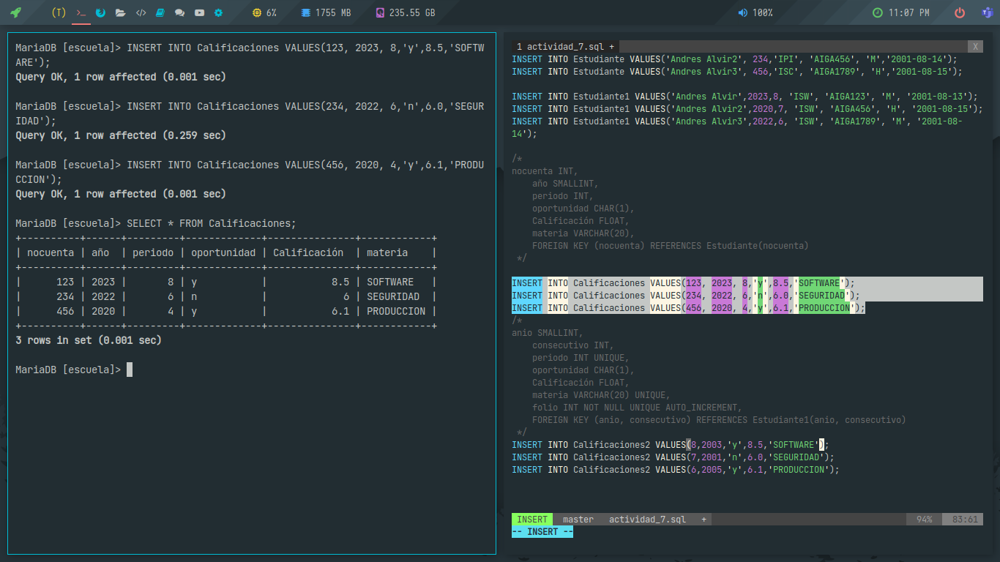 (T) 6% 1755 MB 235.55 GB 100% 11:07 PM
MariaDB [escuela]> INSERT INTO Calificaciones VALUES(123, 2023, 8,'y',8.5,'SOFTW
ARE');
Query OK, 1 row affected (0.001 sec)
MariaDB [escuela]> INSERT INTO Calificaciones VALUES(234, 2022, 6,'n',6.0,'SEGUR
IDAD');
Query OK, 1 row affected (0.259 sec)
MariaDB [escuela]> INSERT INTO Calificaciones VALUES(456, 2020, 4,'y',6.1,'PRODU
CCION');
Query OK, 1 row affected (0.001 sec)
MariaDB [escuela]> SELECT * FROM Calificaciones;
+----------+------+---------+-------------+---------------+------------+
| nocuenta | año | periodo | oportunidad | Calificación | materia |
+----------+------+---------+-------------+---------------+------------+
| 123 | 2023 | 8 | y | 8.5 | SOFTWARE |
| 234 | 2022 | 6 | n | 6 | SEGURIDAD |
| 456 | 2020 | 4 | y | 6.1 | PRODUCCION |
+----------+------+---------+-------------+---------------+------------+
3 rows in set (0.001 sec)
MariaDB [escuela]>
1 actividad_7.sql + X
INSERT INTO Estudiante VALUES('Andres Alvir2', 234,'IPI', 'AIGA456', 'M','2001-08-14');
INSERT INTO Estudiante VALUES('Andres Alvir3', 456,'ISC', 'AIGA1789', 'H','2001-08-15');
INSERT INTO Estudiante1 VALUES('Andres Alvir',2023,8, 'ISW', 'AIGA123', 'M', '2001-08-13');
INSERT INTO Estudiante1 VALUES('Andres Alvir2',2020,7, 'ISW', 'AIGA456', 'H', '2001-08-15');
INSERT INTO Estudiante1 VALUES('Andres Alvir3',2022,6, 'ISW', 'AIGA1789', 'M', '2001-08-
14');
/*
nocuenta INT,
año SMALLINT,
periodo INT,
oportunidad CHAR(1),
Calificación FLOAT,
materia VARCHAR(20),
FOREIGN KEY (nocuenta) REFERENCES Estudiante(nocuenta)
*/
INSERT INTO Calificaciones VALUES(123, 2023, 8,'y',8.5,'SOFTWARE');
INSERT INTO Calificaciones VALUES(234, 2022, 6,'n',6.0,'SEGURIDAD');
INSERT INTO Calificaciones VALUES(456, 2020, 4,'y',6.1,'PRODUCCION');
/*
anio SMALLINT,
consecutivo INT,
periodo INT UNIQUE,
oportunidad CHAR(1),
Calificación FLOAT,
materia VARCHAR(20) UNIQUE,
folio INT NOT NULL UNIQUE AUTO_INCREMENT,
FOREIGN KEY (anio, consecutivo) REFERENCES Estudiante1(anio, consecutivo)
*/
INSERT INTO Calificaciones2 VALUES(8,2003,'y',8.5,'SOFTWARE');
INSERT INTO Calificaciones2 VALUES(7,2001,'n',6.0,'SEGURIDAD');
INSERT INTO Calificaciones2 VALUES(6,2005,'y',6.1,'PRODUCCION');
INSERT master actividad_7.sql + 94% 83:61
-- INSERT --